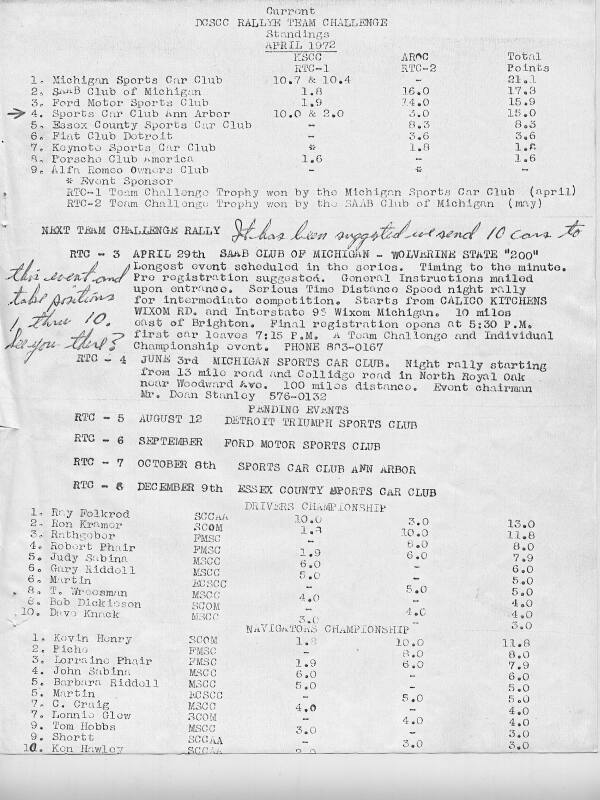 Current
DCSCC RALLYE TEAM CHALLENGE
Standings
APRIL 1972
KSCC AROC Total
RTC-1 RTC-2 Points
1. Michigan Sports Car Club 10.7 & 10.4 - 21.1
2. SAAB Club of Michigan 1.8 16.0 17.8
3. Ford Motor Sports Club 1.9 14.0 15.9
4. Sports Car Club Ann Arbor 10.0 & 2.0 3.0 15.0
5. Essex County Sports Car Club - 8.3 8.3
6. Fiat Club Detroit - 3.6 3.6
7. Keynote Sports Car Club * 1.8 1.8
8. Porsche Club America 1.6 - 1.6
9. Alfa Romeo Owners Club - * -
* Event Sponsor
RTC-1 Team Challenge Trophy won by the Michigan Sports Car Club (april)
RTC-2 Team Challenge Trophy won by the SAAB Club of Michigan (may)
NEXT TEAM CHALLENGE RALLY It has been suggested we send 10 cars to
this event and
take positions
1 thru 10.
See you there?
RTC - 3 APRIL 29th SAAB CLUB OF MICHIGAN - WOLVERINE STATE "200"
Longest event scheduled in the series. Timing to the minute.
Pre registration suggested. General Instructions mailed
upon entrance. Serious Time Distance Speed night rally
for intermediate competition. Starts from CALICO KITCHENS
WIXOM RD. and Interstate 96 Wixom Michigan. 10 miles
east of Brighton. Final registration opens at 5:30 P.M.
first car leaves 7:15 P.M. A Team Challenge and Individual
Championship event. PHONE 803-0167
RTC - 4 JUNE 3rd MICHIGAN SPORTS CAR CLUB. Night rally starting
from 13 mile road and Collidge road in North Royal Oak
near Woodward Ave. 100 miles distance. Event chairman
Mr. Dean Stanley 576-0132
PENDING EVENTS
RTC - 5 AUGUST 12 DETROIT TRIUMPH SPORTS CLUB
RTC - 6 SEPTEMBER FORD MOTOR SPORTS CLUB
RTC - 7 OCTOBER 8th SPORTS CAR CLUB ANN ARBOR
RTC - 8 DECEMBER 9th ESSEX COUNTY SPORTS CAR CLUB
DRIVERS CHAMPIONSHIP
1. Ray Folkrod SCCAA 10.0 3.0 13.0
2. Ron Kramer SCOM 1.8 10.0 11.8
3. Rathgeber FMSC - 8.0 8.0
4. Robert Phair FMSC 1.9 6.0 7.9
5. Judy Sabina MSCC 6.0 - 6.0
6. Gary Riddell MSCC 5.0 - 5.0
6. Martin ECSCC - 5.0 5.0
8. T. Wroesman MSCC 4.0 - 4.0
8. Bob Dickieson SCOM - 4.0 4.0
10. Dave Knack MSCC 3.0 - 3.0
NAVIGATORS CHAMPIONSHIP
1. Kevin Henry SCOM 1.8 10.0 11.8
2. Piche FMSC - 8.0 8.0
3. Lorraine Phair FMSC 1.9 6.0 7.9
4. John Sabina MSCC 6.0 - 6.0
5. Barbara Riddell MSCC 5.0 - 5.0
5. Martin ECSCC - 5.0 5.0
7. C. Craig MSCC 4.0 - 4.0
7. Lonnie Glew SCOM - 4.0 4.0
9. Tom Hobbs MSCC 3.0 - 3.0
9. Shortt SCCAA - 3.0 3.0
10. Ken Hawley SCCAA